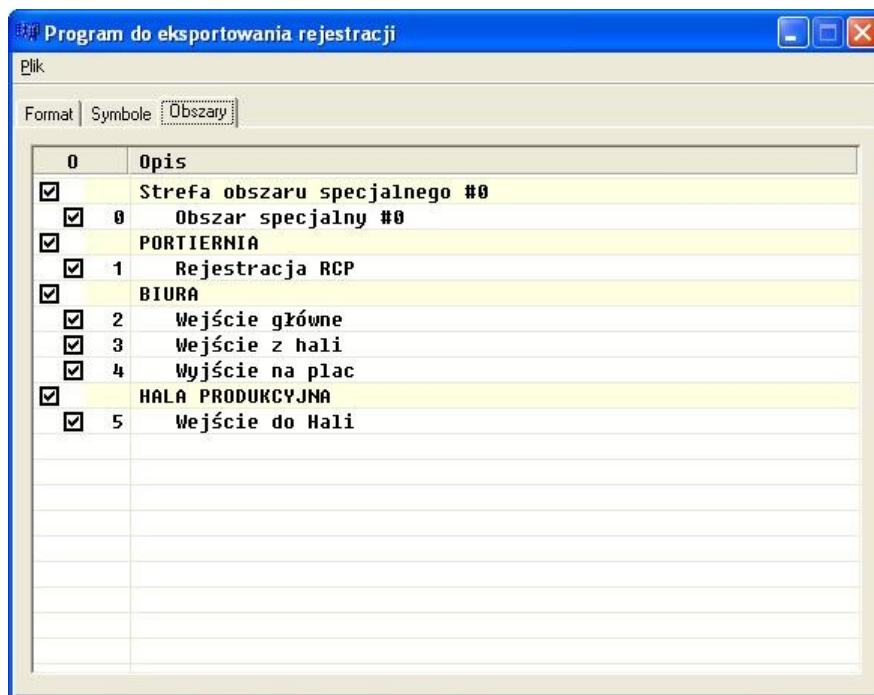 Program do eksportowania rejestracji
Plik
Format Symbole Obszary
O Opis
Strefa obszaru specjalnego #0
0 Obszar specjalny #0
PORTIERNIA
1 Rejestracja RCP
BIURA
2 Wejście główne
3 Wejście z hali
4 Wyjście na plac
HALA PRODUKCYJNA
5 Wejście do Hali